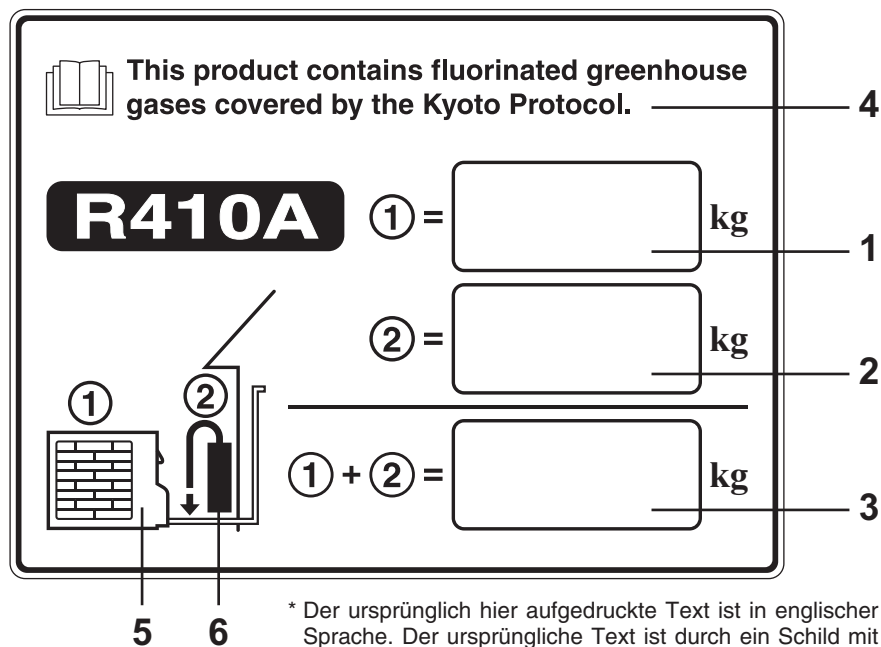 This product contains fluorinated greenhouse
gases covered by the Kyoto Protocol.
4
R410A
① =
kg
1
② =
kg
2
①
②
① + ② =
kg
3
5
6
* Der ursprünglich hier aufgedruckte Text ist in englischer
Sprache. Der ursprüngliche Text ist durch ein Schild mit